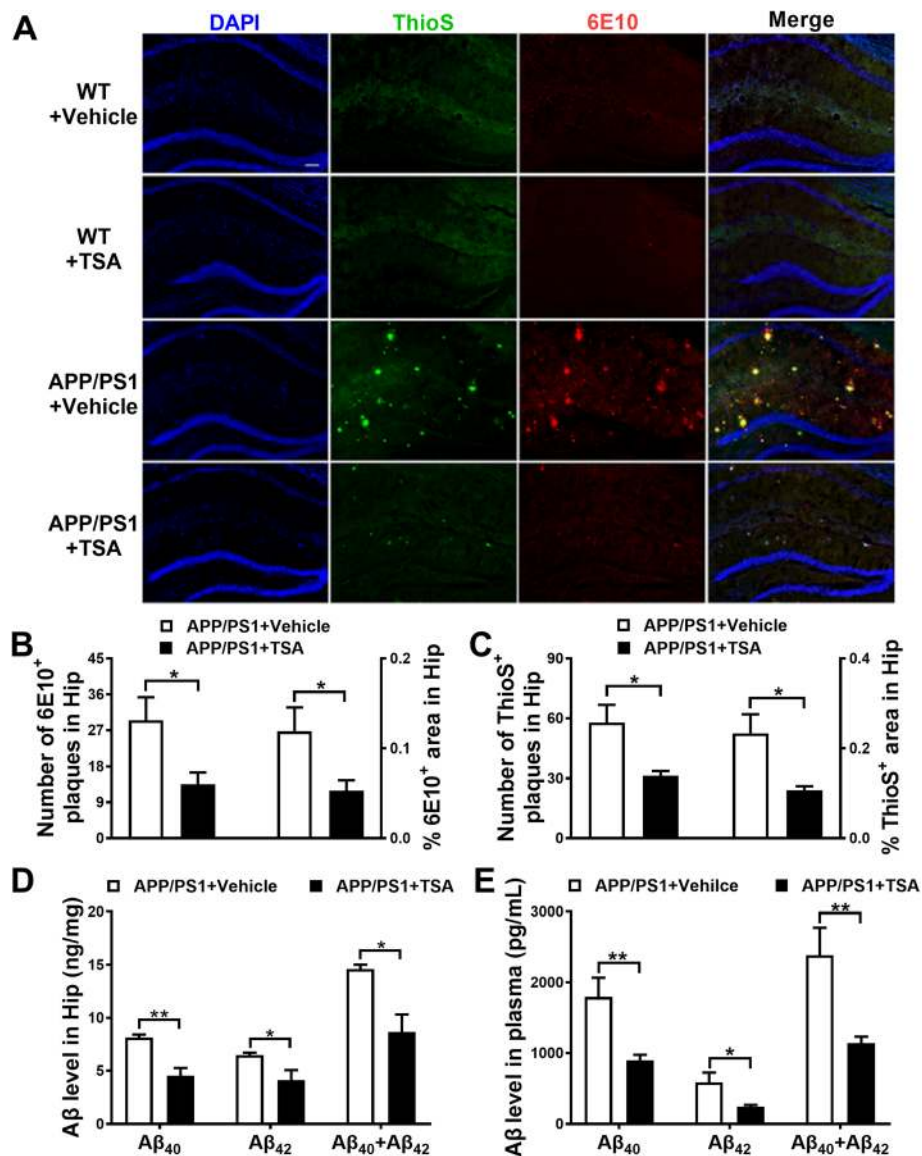 A
DAPI ThioS 6E10 Merge
WT
+Vehicle
WT
+TSA
APP/PS1
+Vehicle
APP/PS1
+TSA
B
APP/PS1+Vehicle
APP/PS1+TSA
Number of 6E10⁺
plaques in Hip
45
36
27
18
9
0
* *
0.2
0.1
0.0
% 6E10⁺ area in Hip
C
APP/PS1+Vehicle
APP/PS1+TSA
Number of ThioS⁺
plaques in Hip
90
60
30
0
* *
0.4
0.2
0.0
% ThioS⁺ area in Hip
D
APP/PS1+Vehicle APP/PS1+TSA
Aβ level in Hip (ng/mg)
20
15
10
5
0
** * *
Aβ₄₀ Aβ₄₂ Aβ₄₀+Aβ₄₂
E
APP/PS1+Vehilce APP/PS1+TSA
Aβ level in plasma (pg/mL)
3000
2000
1000
0
** * **
Aβ₄₀ Aβ₄₂ Aβ₄₀+Aβ₄₂